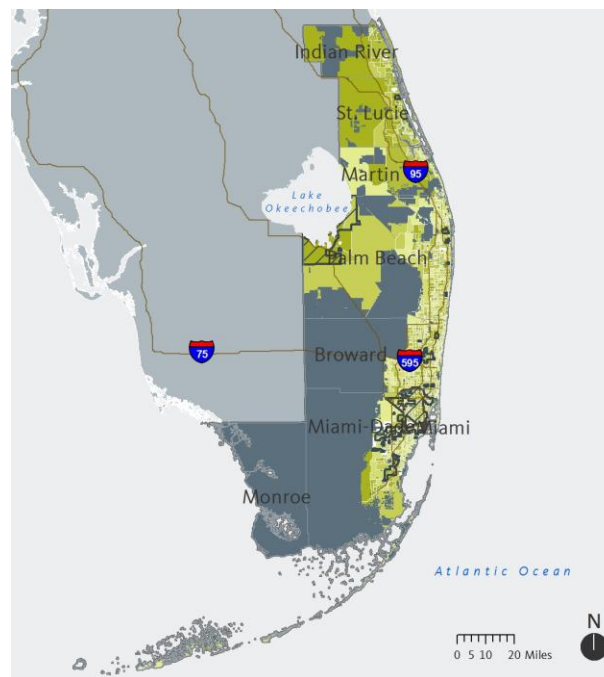 Indian River
St. Lucie
Martin
95
Lake
Okeechobee
Palm Beach
75
Broward
595
Miami-Dade
Miami
Monroe
Atlantic Ocean
N
0 5 10 20 Miles